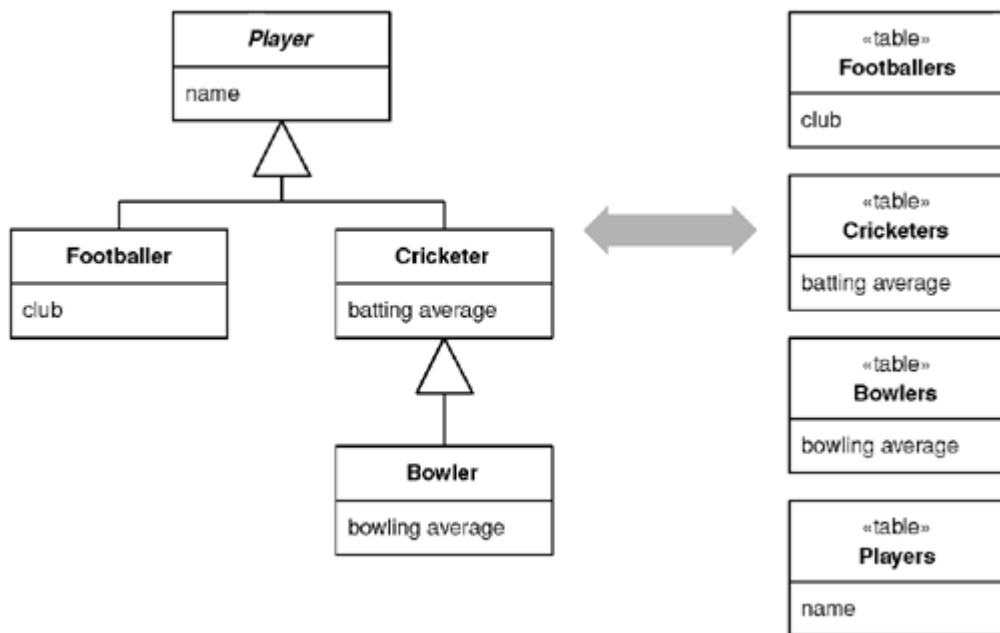 Player
name
Footballer
club
Cricketer
batting average
Bowler
bowling average
«table»
Footballers
club
«table»
Cricketers
batting average
«table»
Bowlers
bowling average
«table»
Players
name